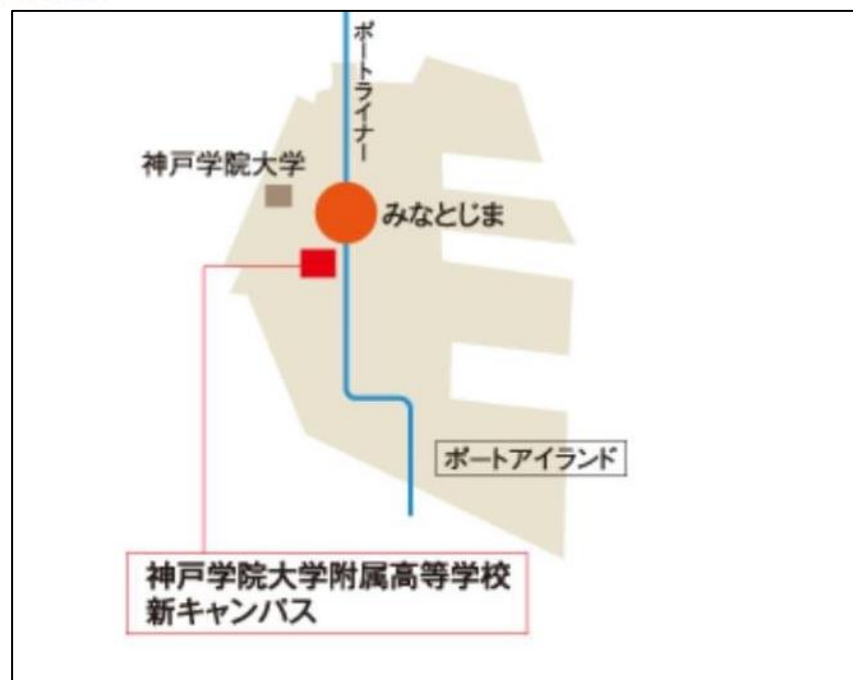 ポートライナー
神戸学院大学
みなとじま
ポートアイランド
神戸学院大学附属高等学校
新キャンパス